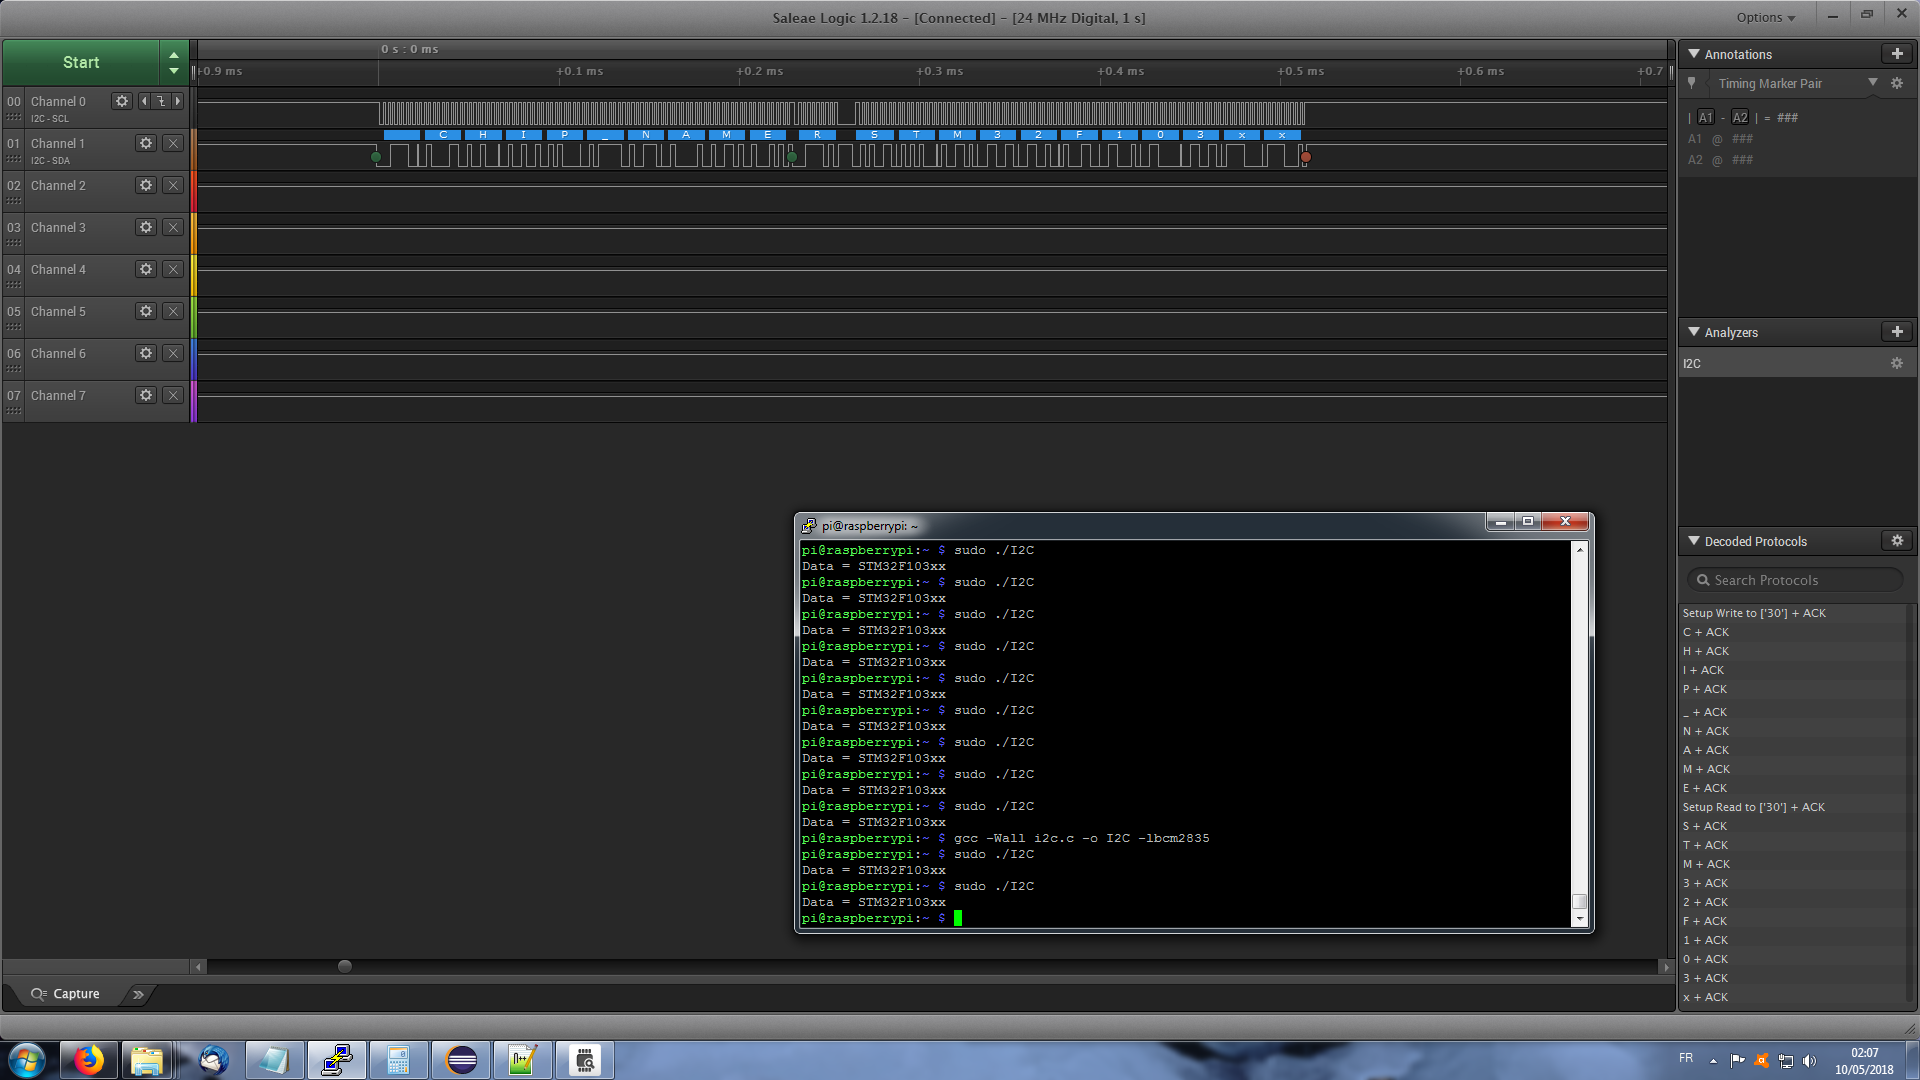 Saleae Logic 1.2.18 - [Connected] - [24 MHz Digital, 1 s]
Options
Start
0 s : 0 ms
+0.9 ms
+0.1 ms
+0.2 ms
+0.3 ms
+0.4 ms
+0.5 ms
+0.6 ms
+0.7
00 Channel 0
I2C - SCL
C H I P _ N A M E R S T M 3 2 F 1 0 3 x x
01 Channel 1
I2C - SDA
02 Channel 2
03 Channel 3
04 Channel 4
05 Channel 5
06 Channel 6
07 Channel 7
Annotations
Timing Marker Pair
| A1 - A2 | = ###
A1 @ ###
A2 @ ###
Analyzers
I2C
Decoded Protocols
Search Protocols
Setup Write to ['30'] + ACK
C + ACK
H + ACK
I + ACK
P + ACK
_ + ACK
N + ACK
A + ACK
M + ACK
E + ACK
Setup Read to ['30'] + ACK
S + ACK
T + ACK
M + ACK
3 + ACK
2 + ACK
F + ACK
1 + ACK
0 + ACK
3 + ACK
x + ACK
pi@raspberrypi: ~
pi@raspberrypi:~ $ sudo ./I2C
Data = STM32F103xx
pi@raspberrypi:~ $ sudo ./I2C
Data = STM32F103xx
pi@raspberrypi:~ $ sudo ./I2C
Data = STM32F103xx
pi@raspberrypi:~ $ sudo ./I2C
Data = STM32F103xx
pi@raspberrypi:~ $ sudo ./I2C
Data = STM32F103xx
pi@raspberrypi:~ $ sudo ./I2C
Data = STM32F103xx
pi@raspberrypi:~ $ sudo ./I2C
Data = STM32F103xx
pi@raspberrypi:~ $ sudo ./I2C
Data = STM32F103xx
pi@raspberrypi:~ $ sudo ./I2C
Data = STM32F103xx
pi@raspberrypi:~ $ gcc -Wall i2c.c -o I2C -lbcm2835
pi@raspberrypi:~ $ sudo ./I2C
Data = STM32F103xx
pi@raspberrypi:~ $ sudo ./I2C
Data = STM32F103xx
pi@raspberrypi:~ $
Capture
FR
02:07
10/05/2018